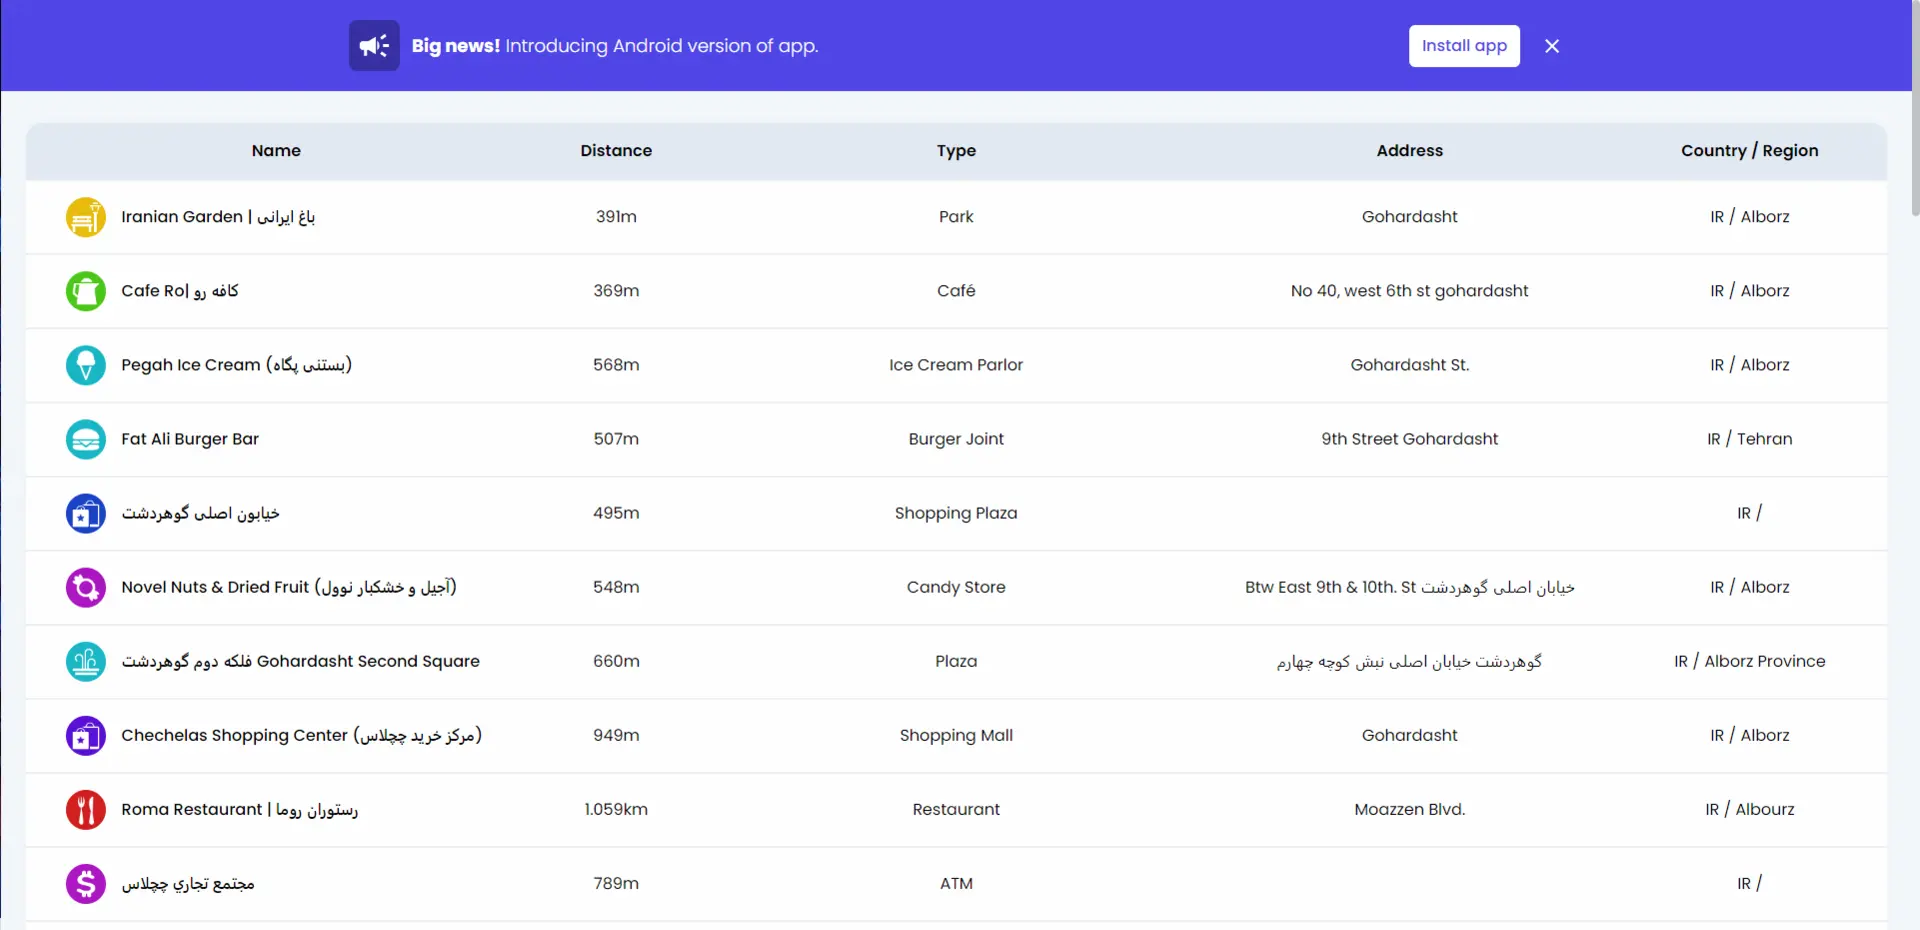 Big news! Introducing Android version of app.
Install app
Name Distance Type Address Country / Region
Iranian Garden | باغ ایرانی 391m Park Gohardasht IR / Alborz
Cafe Ro| کافه رو 369m Café No 40, west 6th st gohardasht IR / Alborz
Pegah Ice Cream (بستنی پگاه) 568m Ice Cream Parlor Gohardasht St. IR / Alborz
Fat Ali Burger Bar 507m Burger Joint 9th Street Gohardasht IR / Tehran
خیابون اصلی گوهردشت 495m Shopping Plaza IR /
Novel Nuts & Dried Fruit (آجیل و خشکبار نوول) 548m Candy Store Btw East 9th & 10th. St خیابان اصلی گوهردشت IR / Alborz
فلکه دوم گوهردشت Gohardasht Second Square 660m Plaza گوهردشت خیابان اصلی نبش کوچه چهارم IR / Alborz Province
Chechelas Shopping Center (مرکز خرید چچلاس) 949m Shopping Mall Gohardasht IR / Alborz
Roma Restaurant | رستوران روما 1.059km Restaurant Moazzen Blvd. IR / Albourz
مجتمع تجاري چچلاس 789m ATM IR /